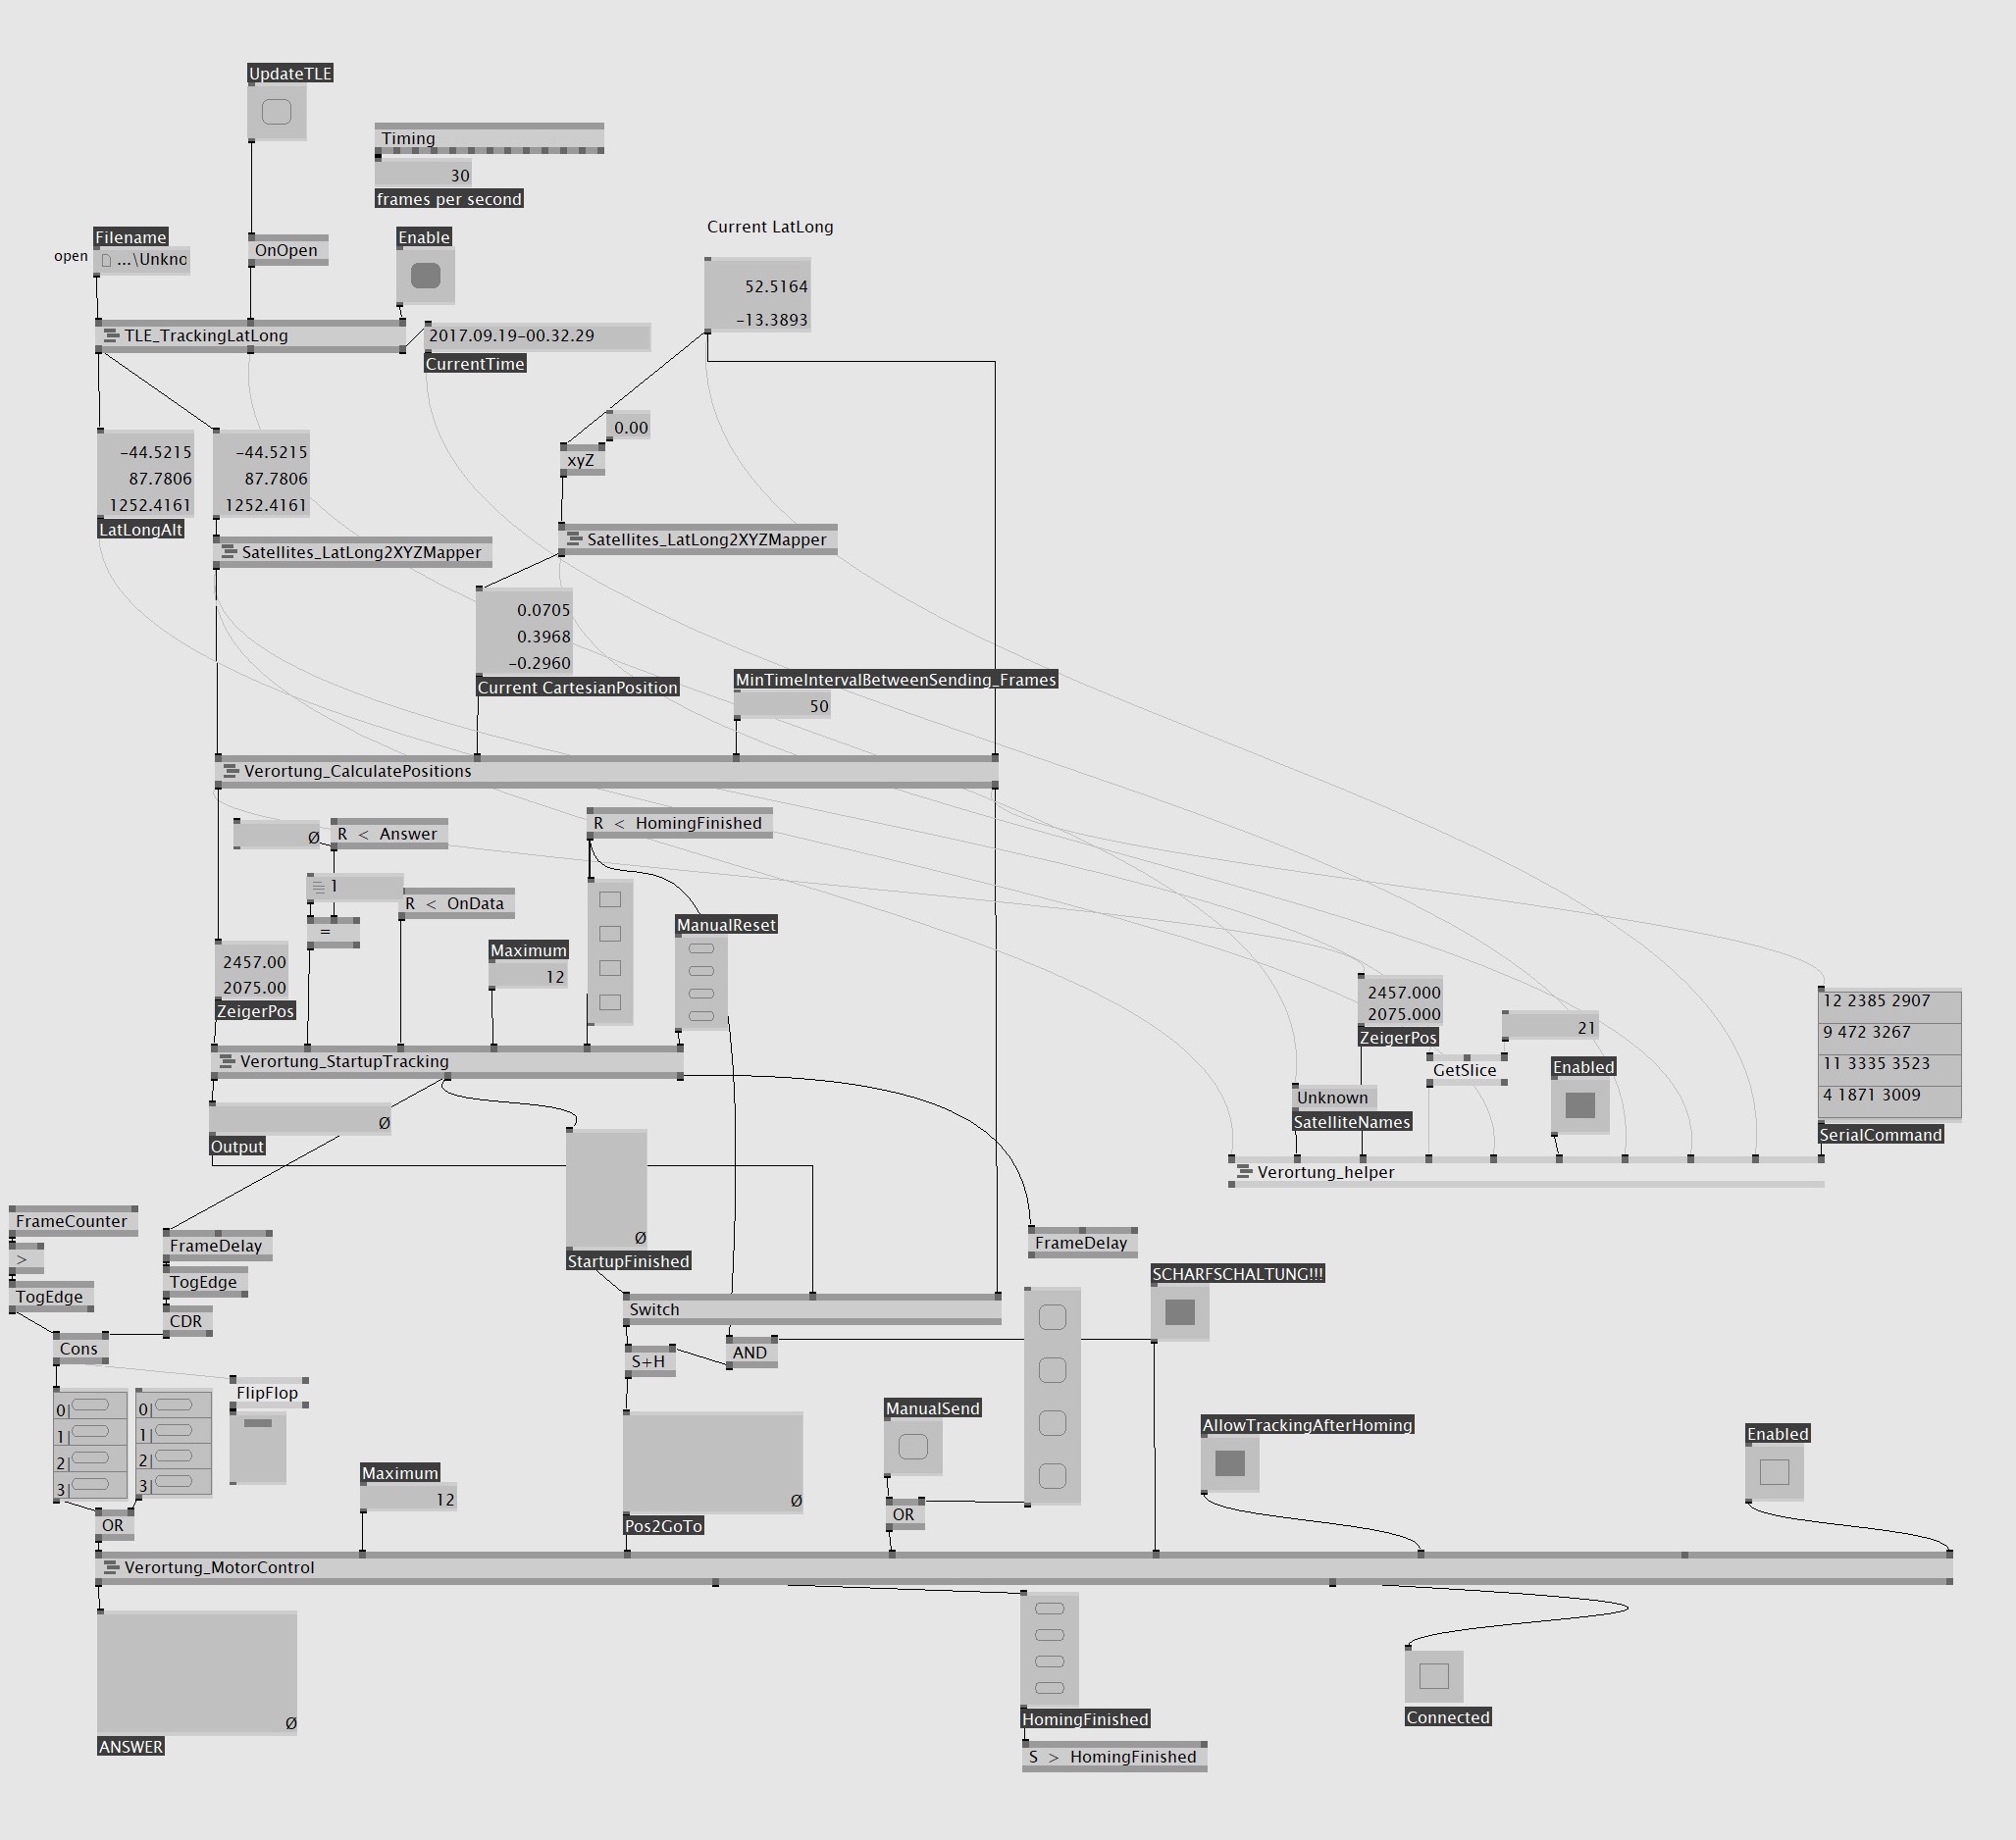 UpdateTLE
Timing
30
frames per second
Current LatLong
Filename
open
...\Unkno
OnOpen
Enable
52.5164
-13.3893
TLE_TrackingLatLong
2017.09.19-00.32.29
CurrentTime
0.00
xyZ
-44.5215
87.7806
1252.4161
LatLongAlt
-44.5215
87.7806
1252.4161
Satellites_LatLong2XYZMapper
Satellites_LatLong2XYZMapper
0.0705
0.3968
-0.2960
Current CartesianPosition
MinTimeIntervalBetweenSending_Frames
50
Verortung_CalculatePositions
Ø
R < Answer
R < HomingFinished
1
R < OnData
=
ManualReset
Maximum
12
2457.00
2075.00
ZeigerPos
2457.000
2075.000
ZeigerPos
21
GetSlice
Enabled
12 2385 2907
9 472 3267
11 3335 3523
4 1871 3009
SerialCommand
Verortung_StartupTracking
Unknown
SatelliteNames
Ø
Output
Verortung_helper
FrameCounter
>
TogEdge
FrameDelay
TogEdge
CDR
Cons
Ø
StartupFinished
FrameDelay
SCHARFSCHALTUNG!!!
Switch
S+H
AND
FlipFlop
0|
1|
2|
3|
0|
1|
2|
3|
OR
Maximum
12
Ø
Pos2GoTo
ManualSend
OR
AllowTrackingAfterHoming
Enabled
Verortung_MotorControl
Ø
ANSWER
HomingFinished
S > HomingFinished
Connected